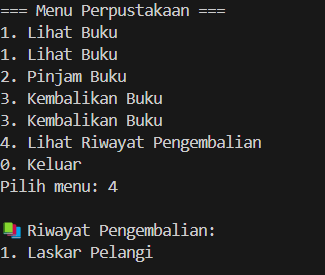 === Menu Perpustakaan ===
1. Lihat Buku
1. Lihat Buku
2. Pinjam Buku
3. Kembalikan Buku
3. Kembalikan Buku
4. Lihat Riwayat Pengembalian
0. Keluar
Pilih menu: 4

📚 Riwayat Pengembalian:
1. Laskar Pelangi